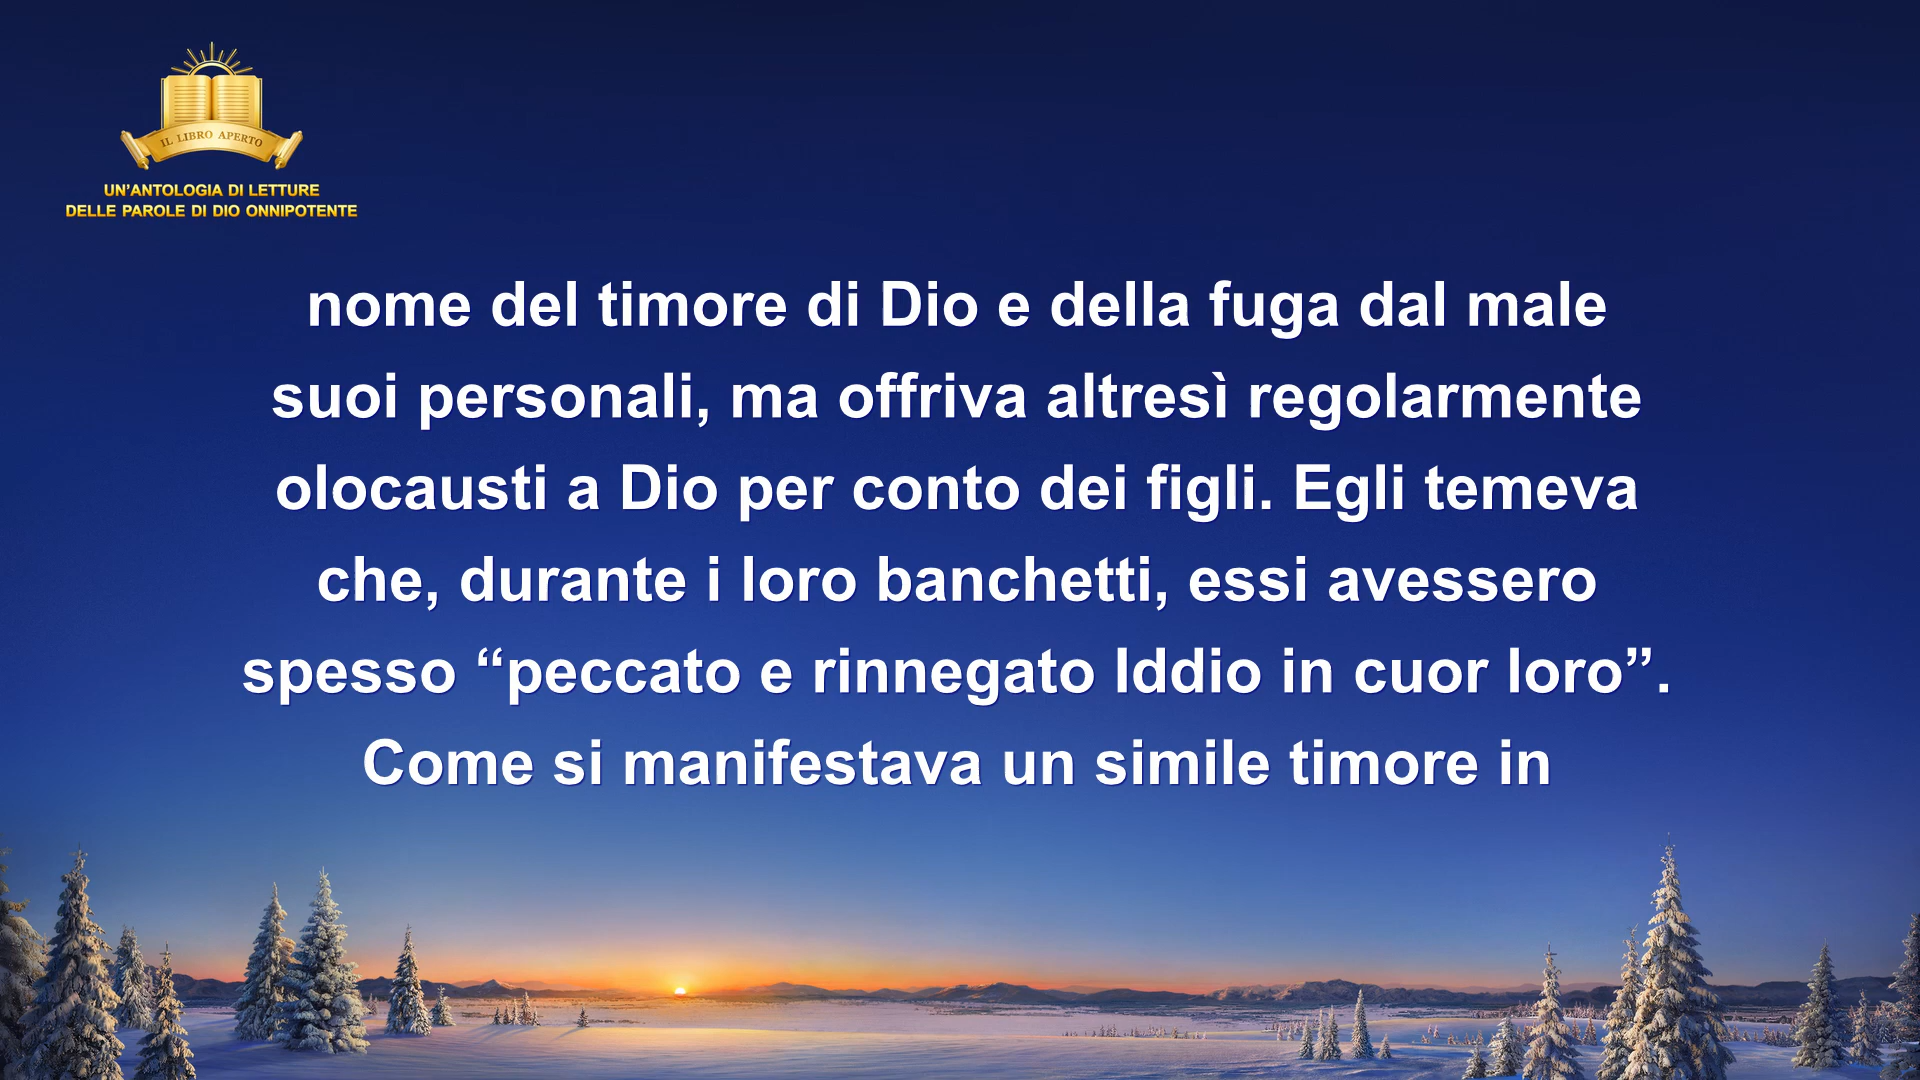 IL LIBRO APERTO
UN’ANTOLOGIA DI LETTURE
DELLE PAROLE DI DIO ONNIPOTENTE
nome del timore di Dio e della fuga dal male
suoi personali, ma offriva altresì regolarmente
olocausti a Dio per conto dei figli. Egli temeva
che, durante i loro banchetti, essi avessero
spesso “peccato e rinnegato Iddio in cuor loro”.
Come si manifestava un simile timore in